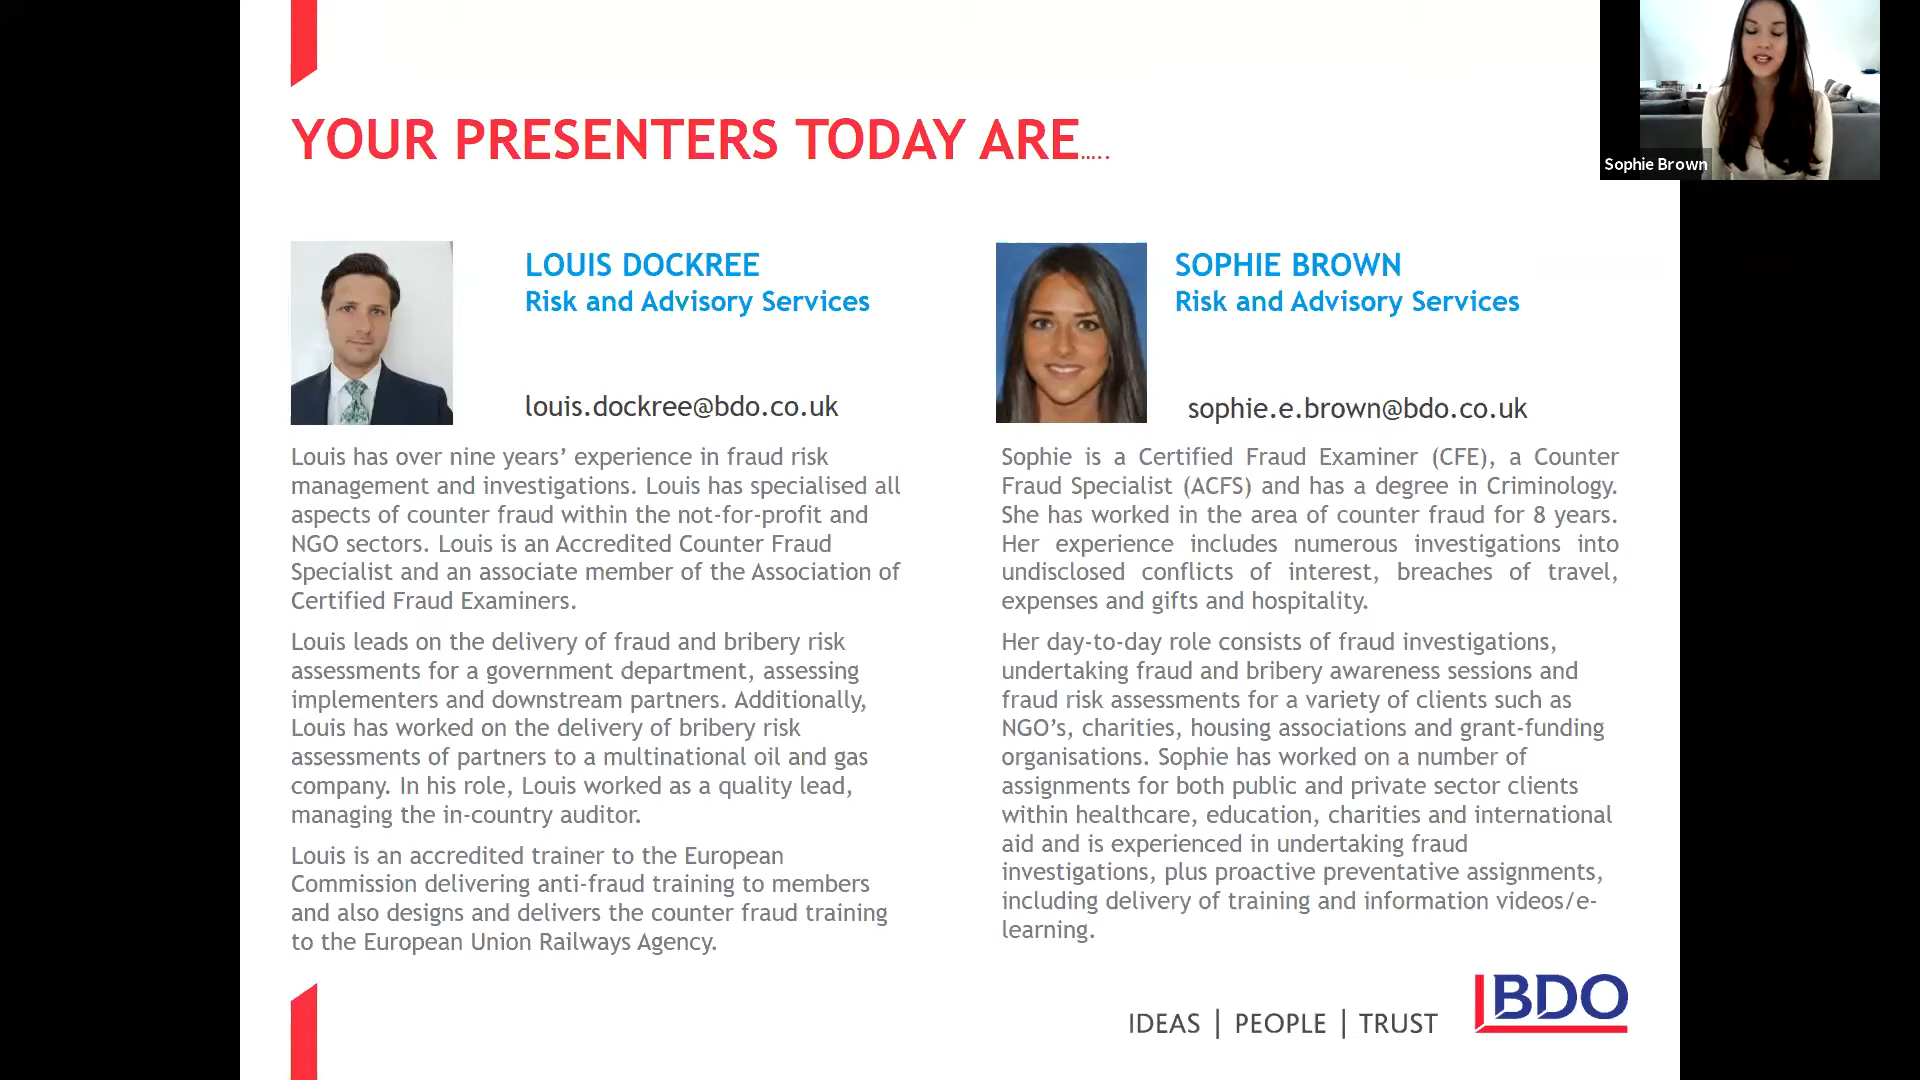 YOUR PRESENTERS TODAY ARE.....
Sophie Brown
LOUIS DOCKREE
Risk and Advisory Services
louis.dockree@bdo.co.uk
Louis has over nine years’ experience in fraud risk
management and investigations. Louis has specialised all
aspects of counter fraud within the not-for-profit and
NGO sectors. Louis is an Accredited Counter Fraud
Specialist and an associate member of the Association of
Certified Fraud Examiners.
Louis leads on the delivery of fraud and bribery risk
assessments for a government department, assessing
implementers and downstream partners. Additionally,
Louis has worked on the delivery of bribery risk
assessments of partners to a multinational oil and gas
company. In his role, Louis worked as a quality lead,
managing the in-country auditor.
Louis is an accredited trainer to the European
Commission delivering anti-fraud training to members
and also designs and delivers the counter fraud training
to the European Union Railways Agency.
SOPHIE BROWN
Risk and Advisory Services
sophie.e.brown@bdo.co.uk
Sophie is a Certified Fraud Examiner (CFE), a Counter
Fraud Specialist (ACFS) and has a degree in Criminology.
She has worked in the area of counter fraud for 8 years.
Her experience includes numerous investigations into
undisclosed conflicts of interest, breaches of travel,
expenses and gifts and hospitality.
Her day-to-day role consists of fraud investigations,
undertaking fraud and bribery awareness sessions and
fraud risk assessments for a variety of clients such as
NGO’s, charities, housing associations and grant-funding
organisations. Sophie has worked on a number of
assignments for both public and private sector clients
within healthcare, education, charities and international
aid and is experienced in undertaking fraud
investigations, plus proactive preventative assignments,
including delivery of training and information videos/e-
learning.
IDEAS | PEOPLE | TRUST
BDO